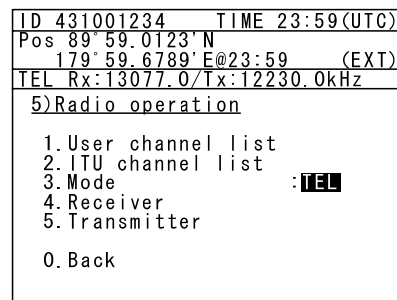 ID 431001234 TIME 23:59(UTC)
Pos 89°59.0123'N
179°59.6789'E@23:59 (EXT)
TEL Rx:13077.0/Tx:12230.0kHz
5)Radio operation
1.User channel list
2.ITU channel list
3.Mode :TEL
4.Receiver
5.Transmitter
0.Back